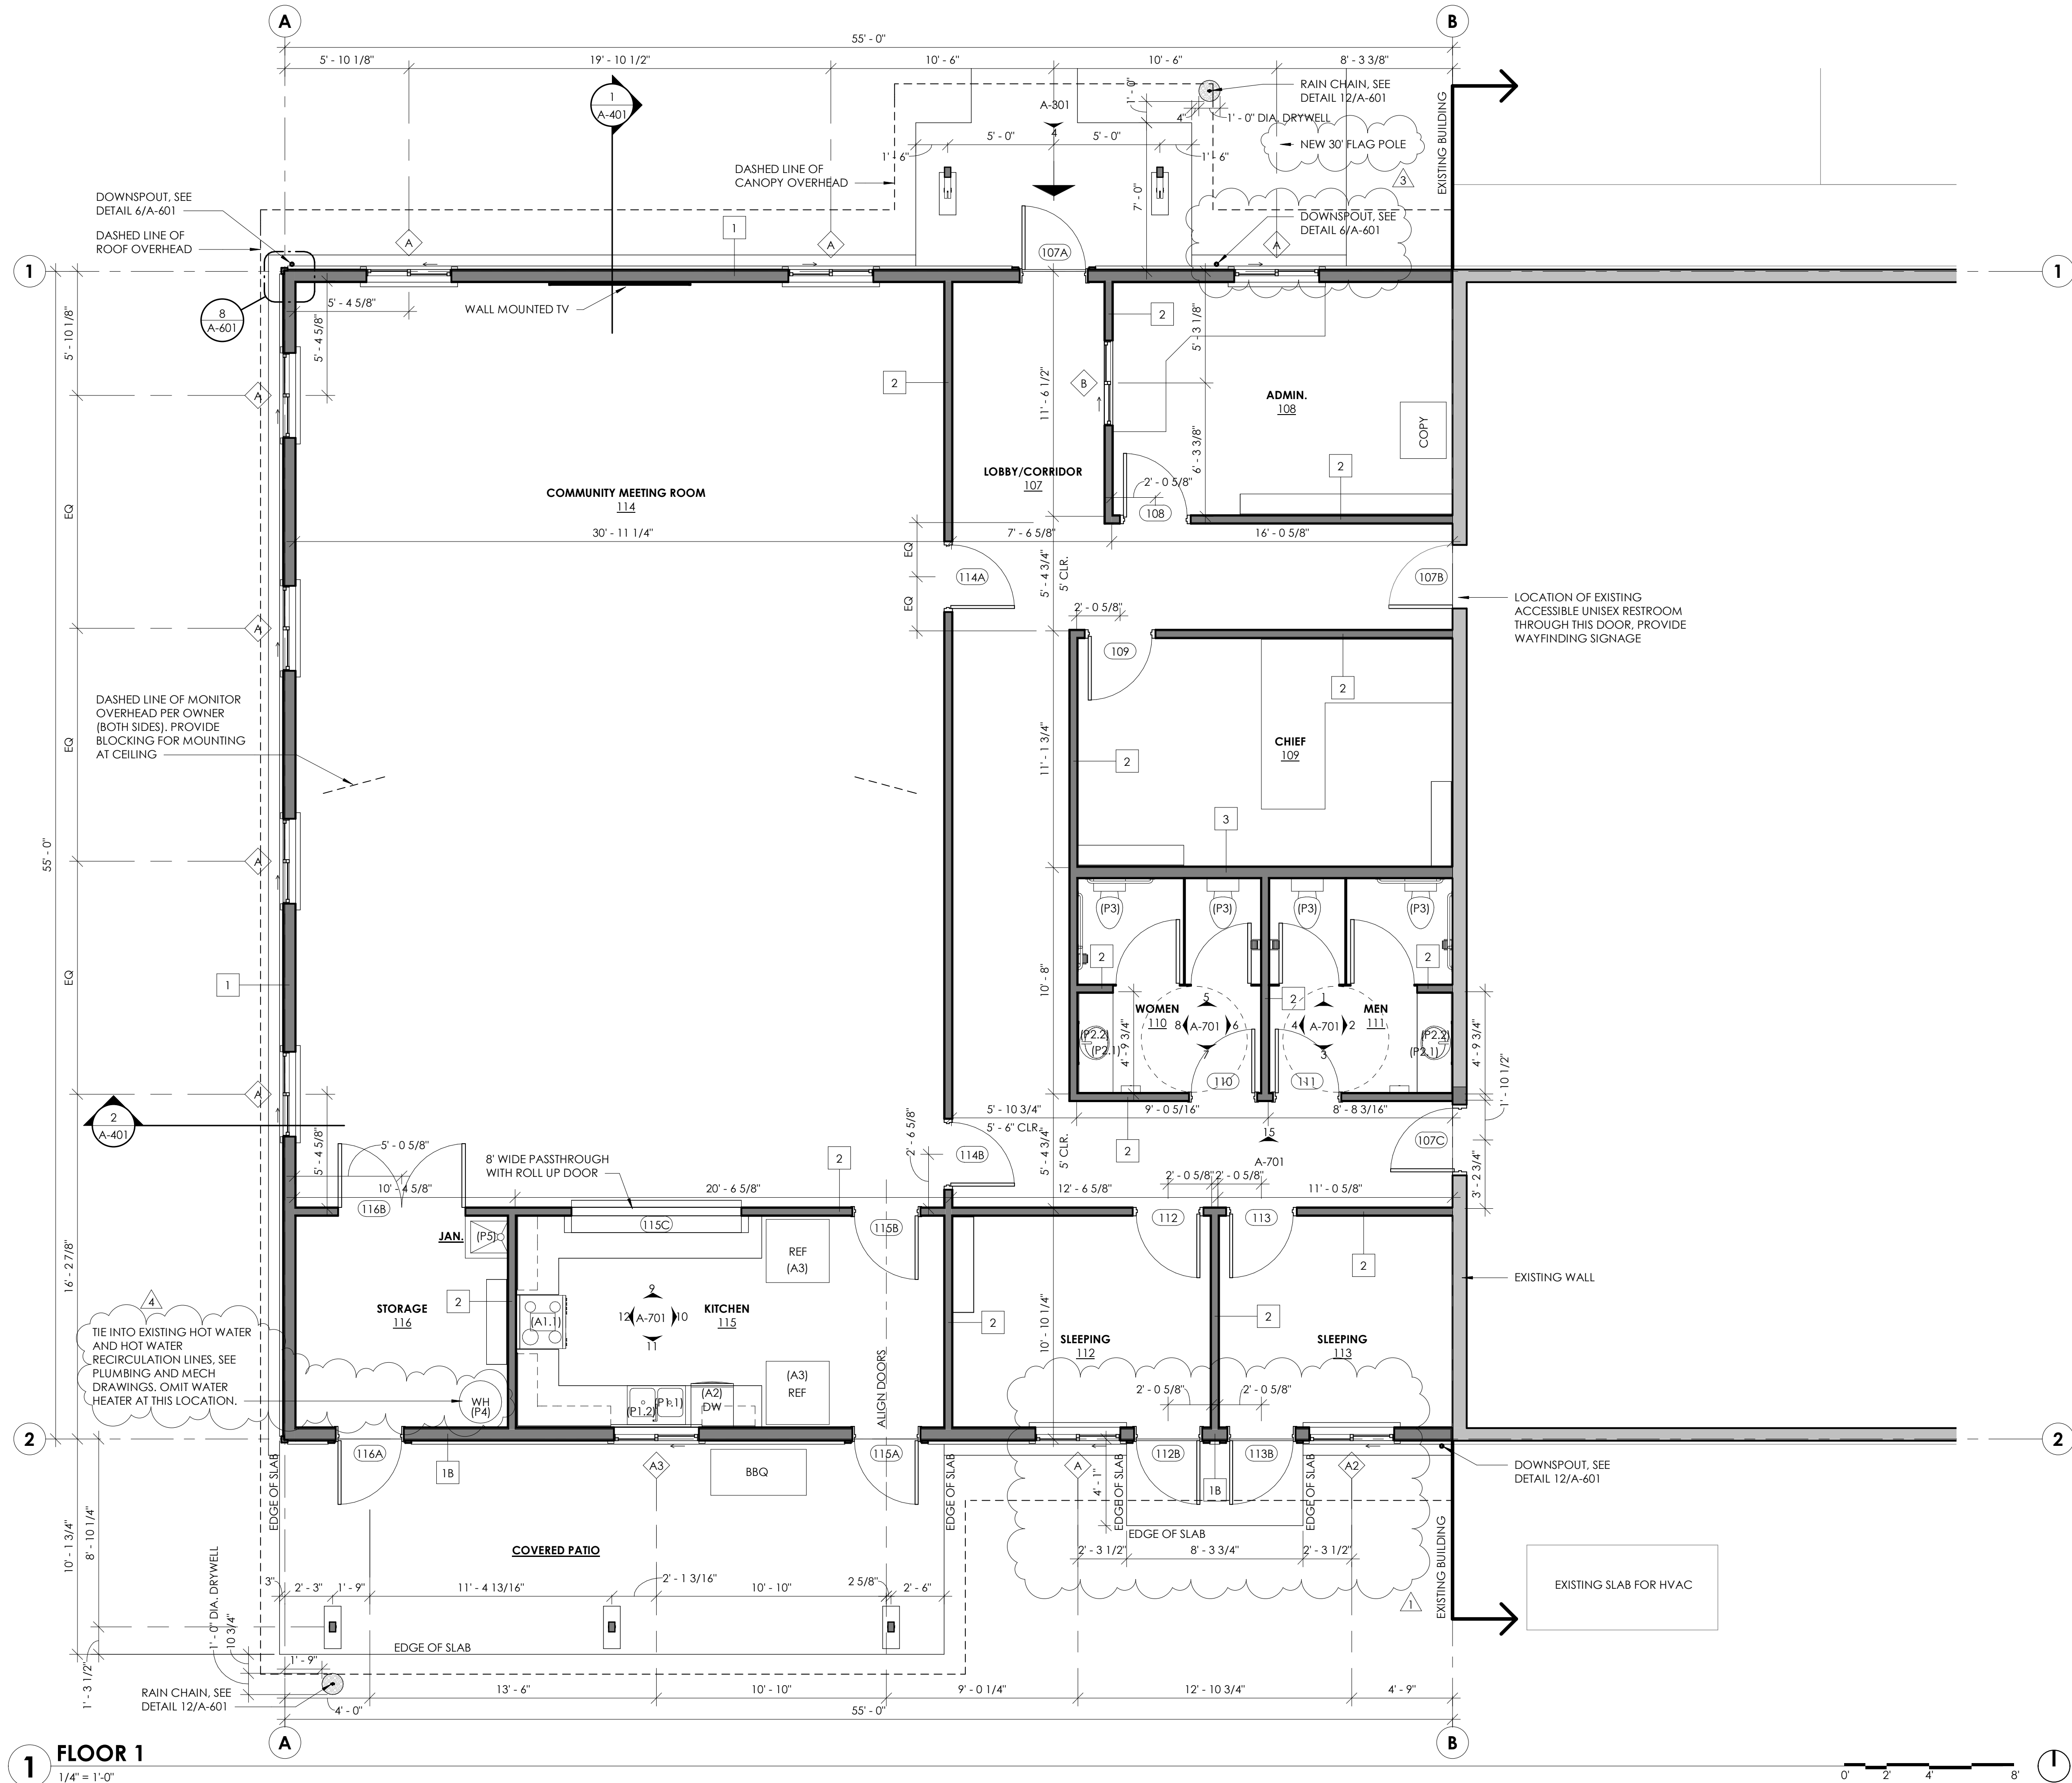 A
B
55' - 0"
5' - 10 1/8"
19' - 10 1/2"
10' - 6"
10' - 6"
8' - 3 3/8"
1
A-401
A-301
4
1' - 0"
4"
RAIN CHAIN, SEE
DETAIL 12/A-601
1' - 0" DIA. DRYWELL
5' - 0"
5' - 0"
1' - 6"
1' - 6"
NEW 30' FLAG POLE
3
EXISTING BUILDING
DASHED LINE OF
CANOPY OVERHEAD
7' - 0"
DOWNSPOUT, SEE
DETAIL 6/A-601
DASHED LINE OF
ROOF OVERHEAD
DOWNSPOUT, SEE
DETAIL 6/A-601
1
A
A
A
107A
1
1
8
A-601
5' - 4 5/8"
5' - 4 5/8"
WALL MOUNTED TV
2
5' - 3 1/8"
5' - 10 1/8"
A
2
B
11' - 6 1/2"
ADMIN.
108
COPY
6' - 3 3/8"
2
LOBBY/CORRIDOR
107
2' - 0 5/8"
108
COMMUNITY MEETING ROOM
114
EQ
30' - 11 1/4"
7' - 6 5/8"
16' - 0 5/8"
EQ
EQ
114A
5' - 4 3/4"
5' CLR.
107B
LOCATION OF EXISTING
ACCESSIBLE UNISEX RESTROOM
THROUGH THIS DOOR, PROVIDE
WAYFINDING SIGNAGE
2' - 0 5/8"
109
A
2
DASHED LINE OF MONITOR
OVERHEAD PER OWNER
(BOTH SIDES). PROVIDE
BLOCKING FOR MOUNTING
AT CEILING
EQ
11' - 1 3/4"
CHIEF
109
2
3
55' - 0"
A
EQ
1
(P3)
(P3)
(P3)
(P3)
2
2
2
10' - 8"
WOMEN
110
5
8
A-701
6
7
1
4
A-701
2
3
MEN
111
(P2.2)
(P2.1)
(P2.2)
(P2.1)
4' - 9 3/4"
4' - 9 3/4"
110
111
1' - 10 1/2"
A
2
A-401
5' - 4 5/8"
5' - 10 3/4"
5' - 6" CLR.
9' - 0 5/16"
8' - 8 3/16"
2' - 6 5/8"
114B
5' - 4 3/4"
5' CLR.
2
15
A-701
107C
3' - 2 3/4"
5' - 0 5/8"
8' WIDE PASSTHROUGH
WITH ROLL UP DOOR
2
10' - 4 5/8"
20' - 6 5/8"
12' - 6 5/8"
2' - 0 5/8"
2' - 0 5/8"
11' - 0 5/8"
116B
115C
115B
112
113
JAN.
(P5)
REF
(A3)
2
16' - 2 7/8"
EXISTING WALL
4
STORAGE
116
2
(A1.1)
9
12
A-701
10
11
KITCHEN
115
2
10' - 10 1/4"
SLEEPING
112
2
SLEEPING
113
TIE INTO EXISTING HOT WATER
AND HOT WATER
RECIRCULATION LINES, SEE
PLUMBING AND MECH
DRAWINGS. OMIT WATER
HEATER AT THIS LOCATION.
WH
(P4)
(P1.2)
(P1.1)
(A2)
DW
(A3)
REF
ALIGN DOORS
2' - 0 5/8"
2' - 0 5/8"
2
2
116A
1B
A3
BBQ
115A
A
112B
1B
113B
A2
DOWNSPOUT, SEE
DETAIL 12/A-601
EDGE OF SLAB
EDGE OF SLAB
4' - 1"
EDGE OF SLAB
EDGE OF SLAB
EDGE OF SLAB
10' - 1 3/4"
8' - 10 1/4"
COVERED PATIO
2' - 3 1/2"
8' - 3 3/4"
2' - 3 1/2"
1
EXISTING BUILDING
EXISTING SLAB FOR HVAC
3"
2' - 3"
1' - 9"
11' - 4 13/16"
2' - 1 3/16"
10' - 10"
2 5/8"
2' - 6"
1' - 0" DIA. DRYWELL
10 3/4"
EDGE OF SLAB
1' - 3 1/2"
1' - 9"
RAIN CHAIN, SEE
DETAIL 12/A-601
4' - 0"
13' - 6"
10' - 10"
9' - 0 1/4"
12' - 10 3/4"
4' - 9"
55' - 0"
A
B
1
FLOOR 1
1/4" = 1'-0"
0'
2'
4'
8'